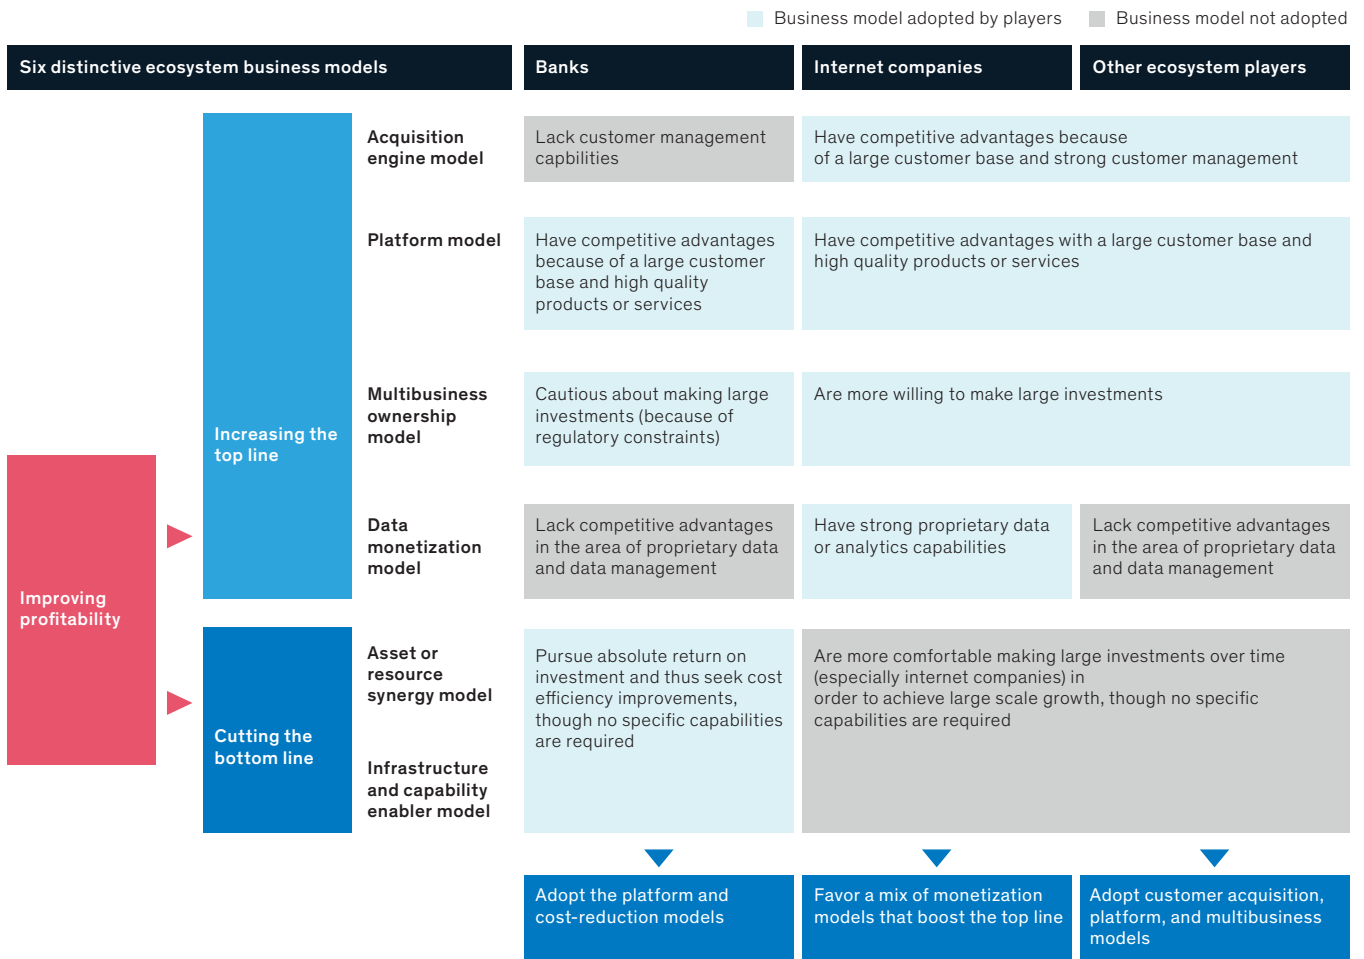 Business model adopted by players
Business model not adopted
Six distinctive ecosystem business models
Banks
Internet companies
Other ecosystem players
Improving
profitability
Increasing the
top line
Acquisition
engine model
Lack customer management
capbilities
Have competitive advantages because
of a large customer base and strong customer management
Platform model
Have competitive advantages
because of a large customer
base and high quality
products or services
Have competitive advantages with a large customer base and
high quality products or services
Multibusiness
ownership
model
Cautious about making large
investments (because of
regulatory constraints)
Are more willing to make large investments
Data
monetization
model
Lack competitive advantages
in the area of proprietary data
and data management
Have strong proprietary data
or analytics capabilities
Lack competitive advantages
in the area of proprietary data
and data management
Cutting the
bottom line
Asset or
resource
synergy model
Infrastructure
and capability
enabler model
Pursue absolute return on
investment and thus seek cost
efficiency improvements,
though no specific capabilities
are required
Are more comfortable making large investments over time
(especially internet companies) in
order to achieve large scale growth, though no specific
capabilities are required
Adopt the platform and
cost-reduction models
Favor a mix of monetization
models that boost the top line
Adopt customer acquisition,
platform, and multibusiness
models